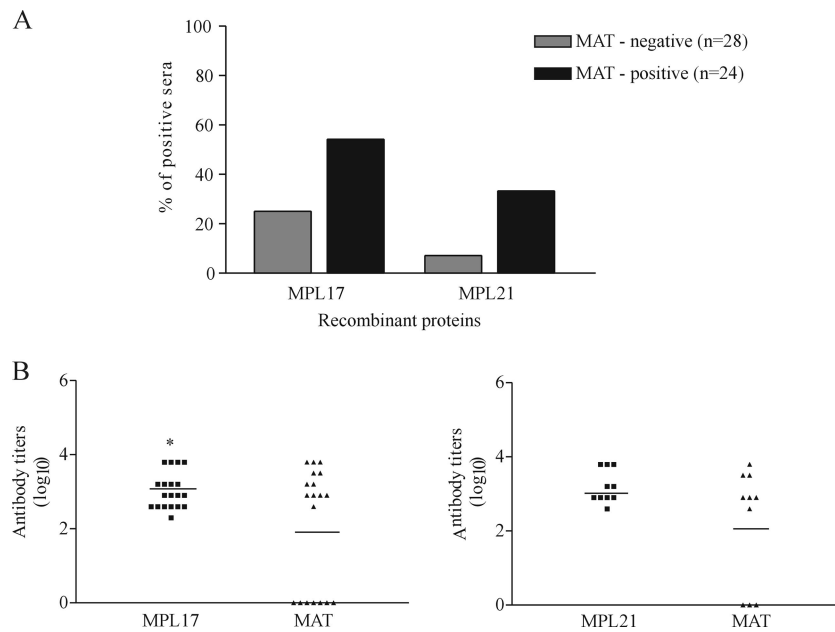 A
100
80
60
40
20
0
% of positive sera
MAT - negative (n=28)
MAT - positive (n=24)
MPL17
MPL21
Recombinant proteins
B
6
4
2
0
Antibody titers
(log10)
*
MPL17
MAT
6
4
2
0
Antibody titers
(log10)
MPL21
MAT